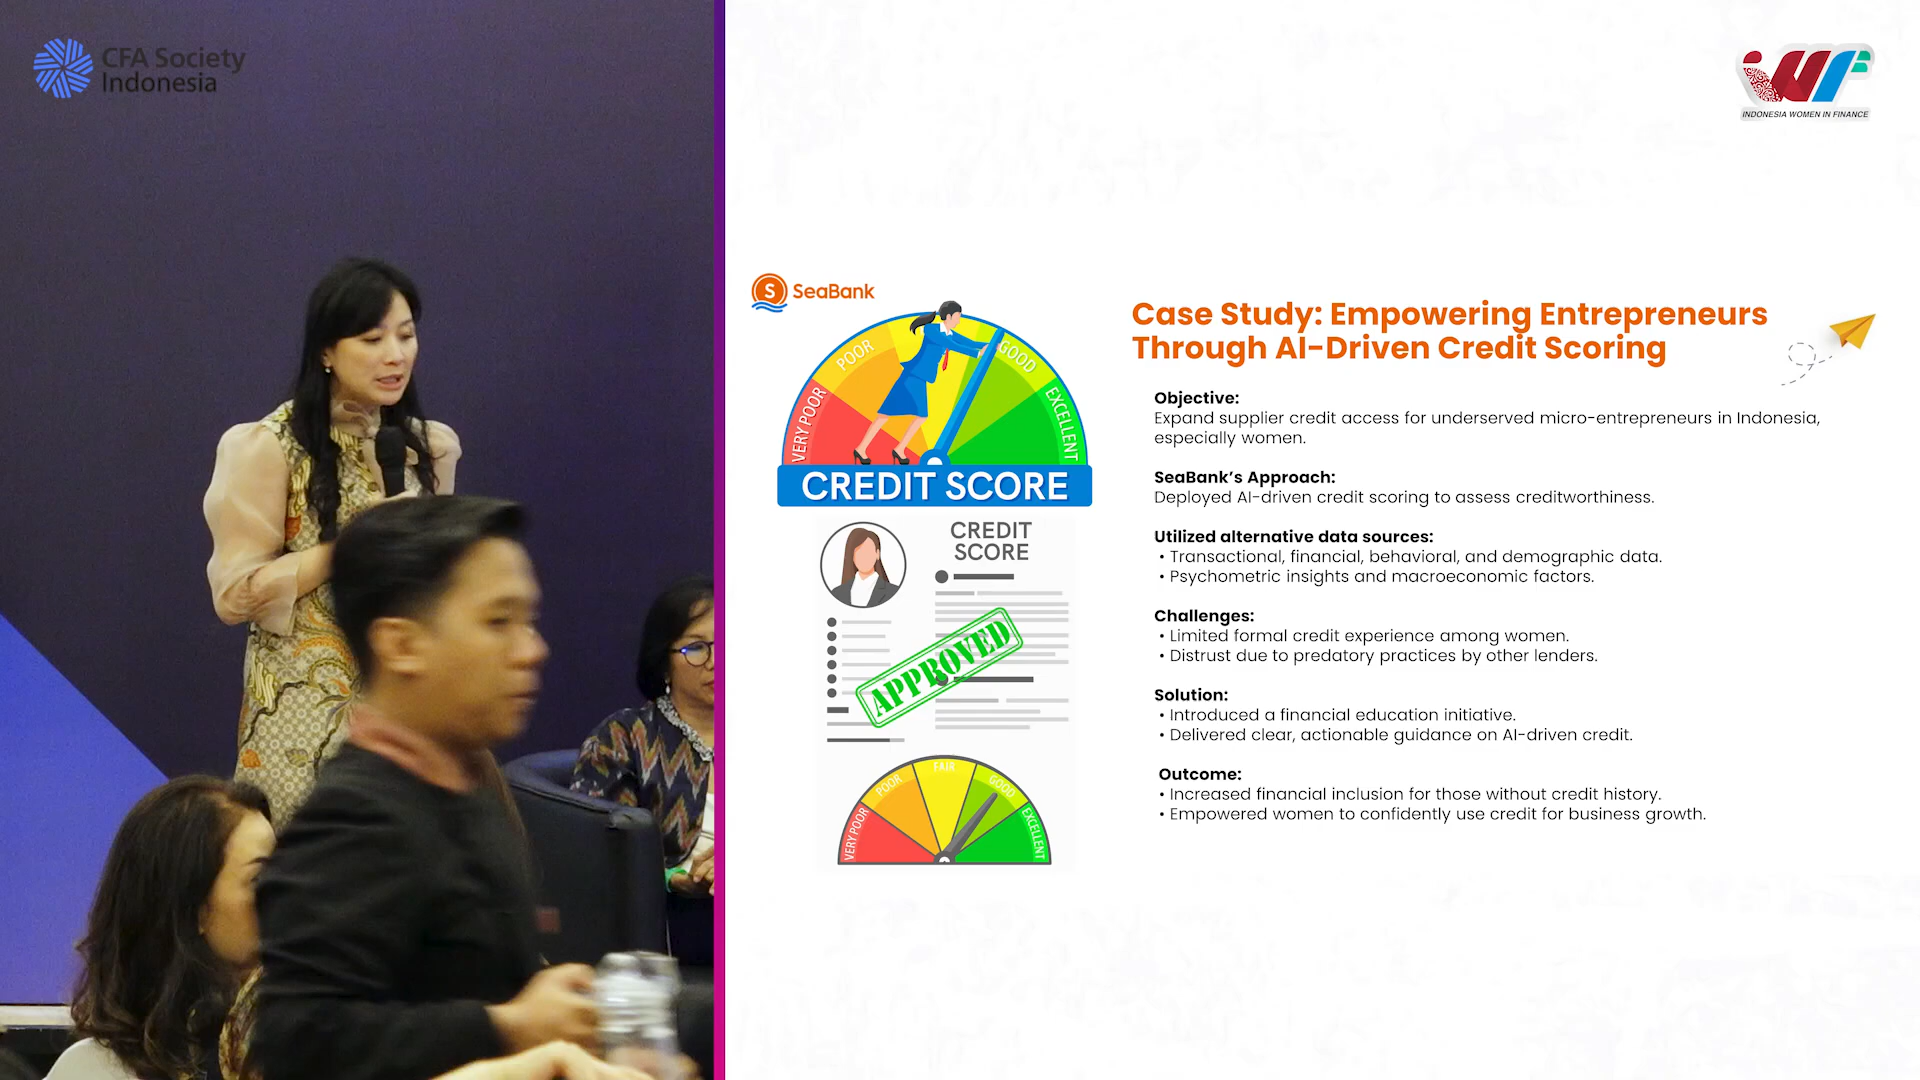 CFA Society
Indonesia
INDONESIA WOMEN IN FINANCE
SeaBank
VERY POOR
POOR
GOOD
EXCELLENT
CREDIT SCORE
CREDIT
SCORE
APPROVED
VERY POOR
POOR
FAIR
GOOD
EXCELLENT
Case Study: Empowering Entrepreneurs
Through AI-Driven Credit Scoring
Objective:
Expand supplier credit access for underserved micro-entrepreneurs in Indonesia,
especially women.
SeaBank's Approach:
Deployed AI-driven credit scoring to assess creditworthiness.
Utilized alternative data sources:
• Transactional, financial, behavioral, and demographic data.
• Psychometric insights and macroeconomic factors.
Challenges:
• Limited formal credit experience among women.
• Distrust due to predatory practices by other lenders.
Solution:
• Introduced a financial education initiative.
• Delivered clear, actionable guidance on AI-driven credit.
Outcome:
• Increased financial inclusion for those without credit history.
• Empowered women to confidently use credit for business growth.